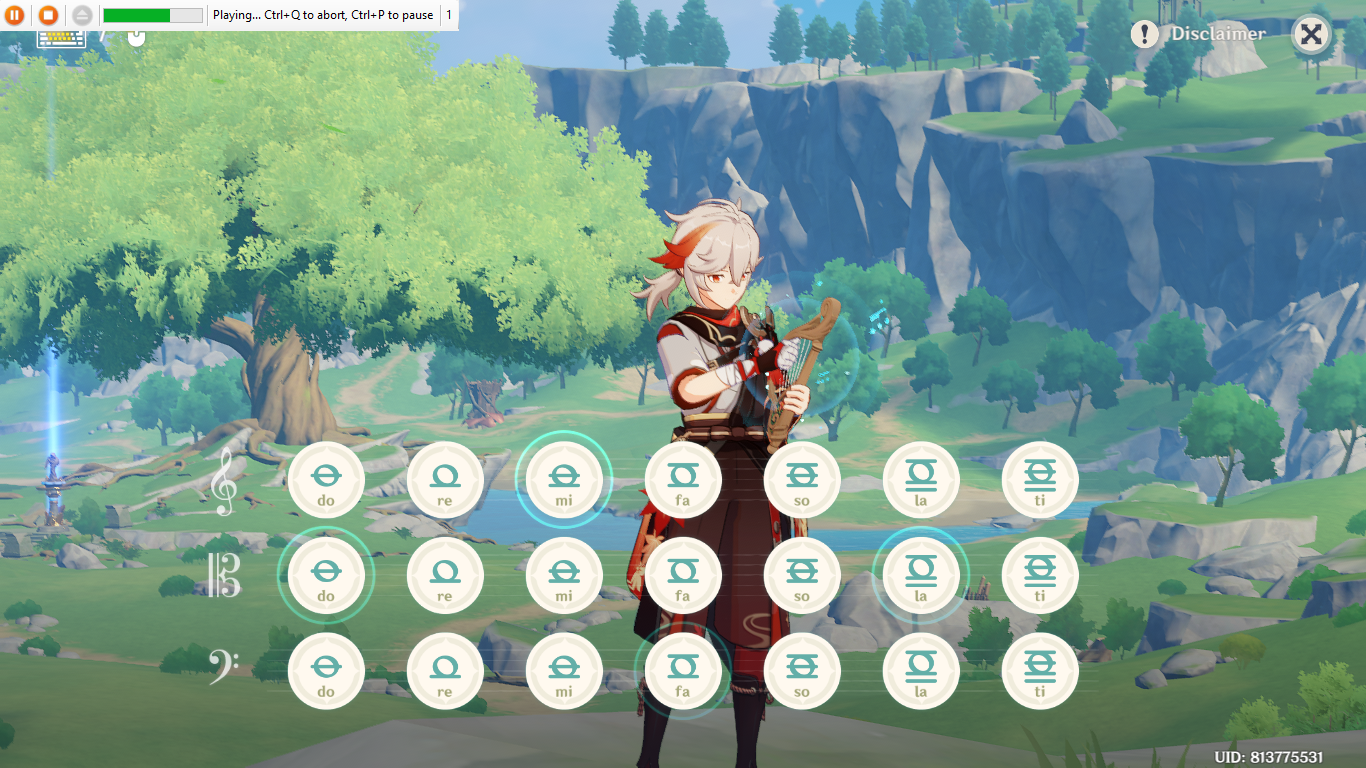 Playing... Ctrl+Q to abort, Ctrl+P to pause 1
Disclaimer
do re mi fa so la ti
do re mi fa so la ti
do re mi fa so la ti
UID: 813775531